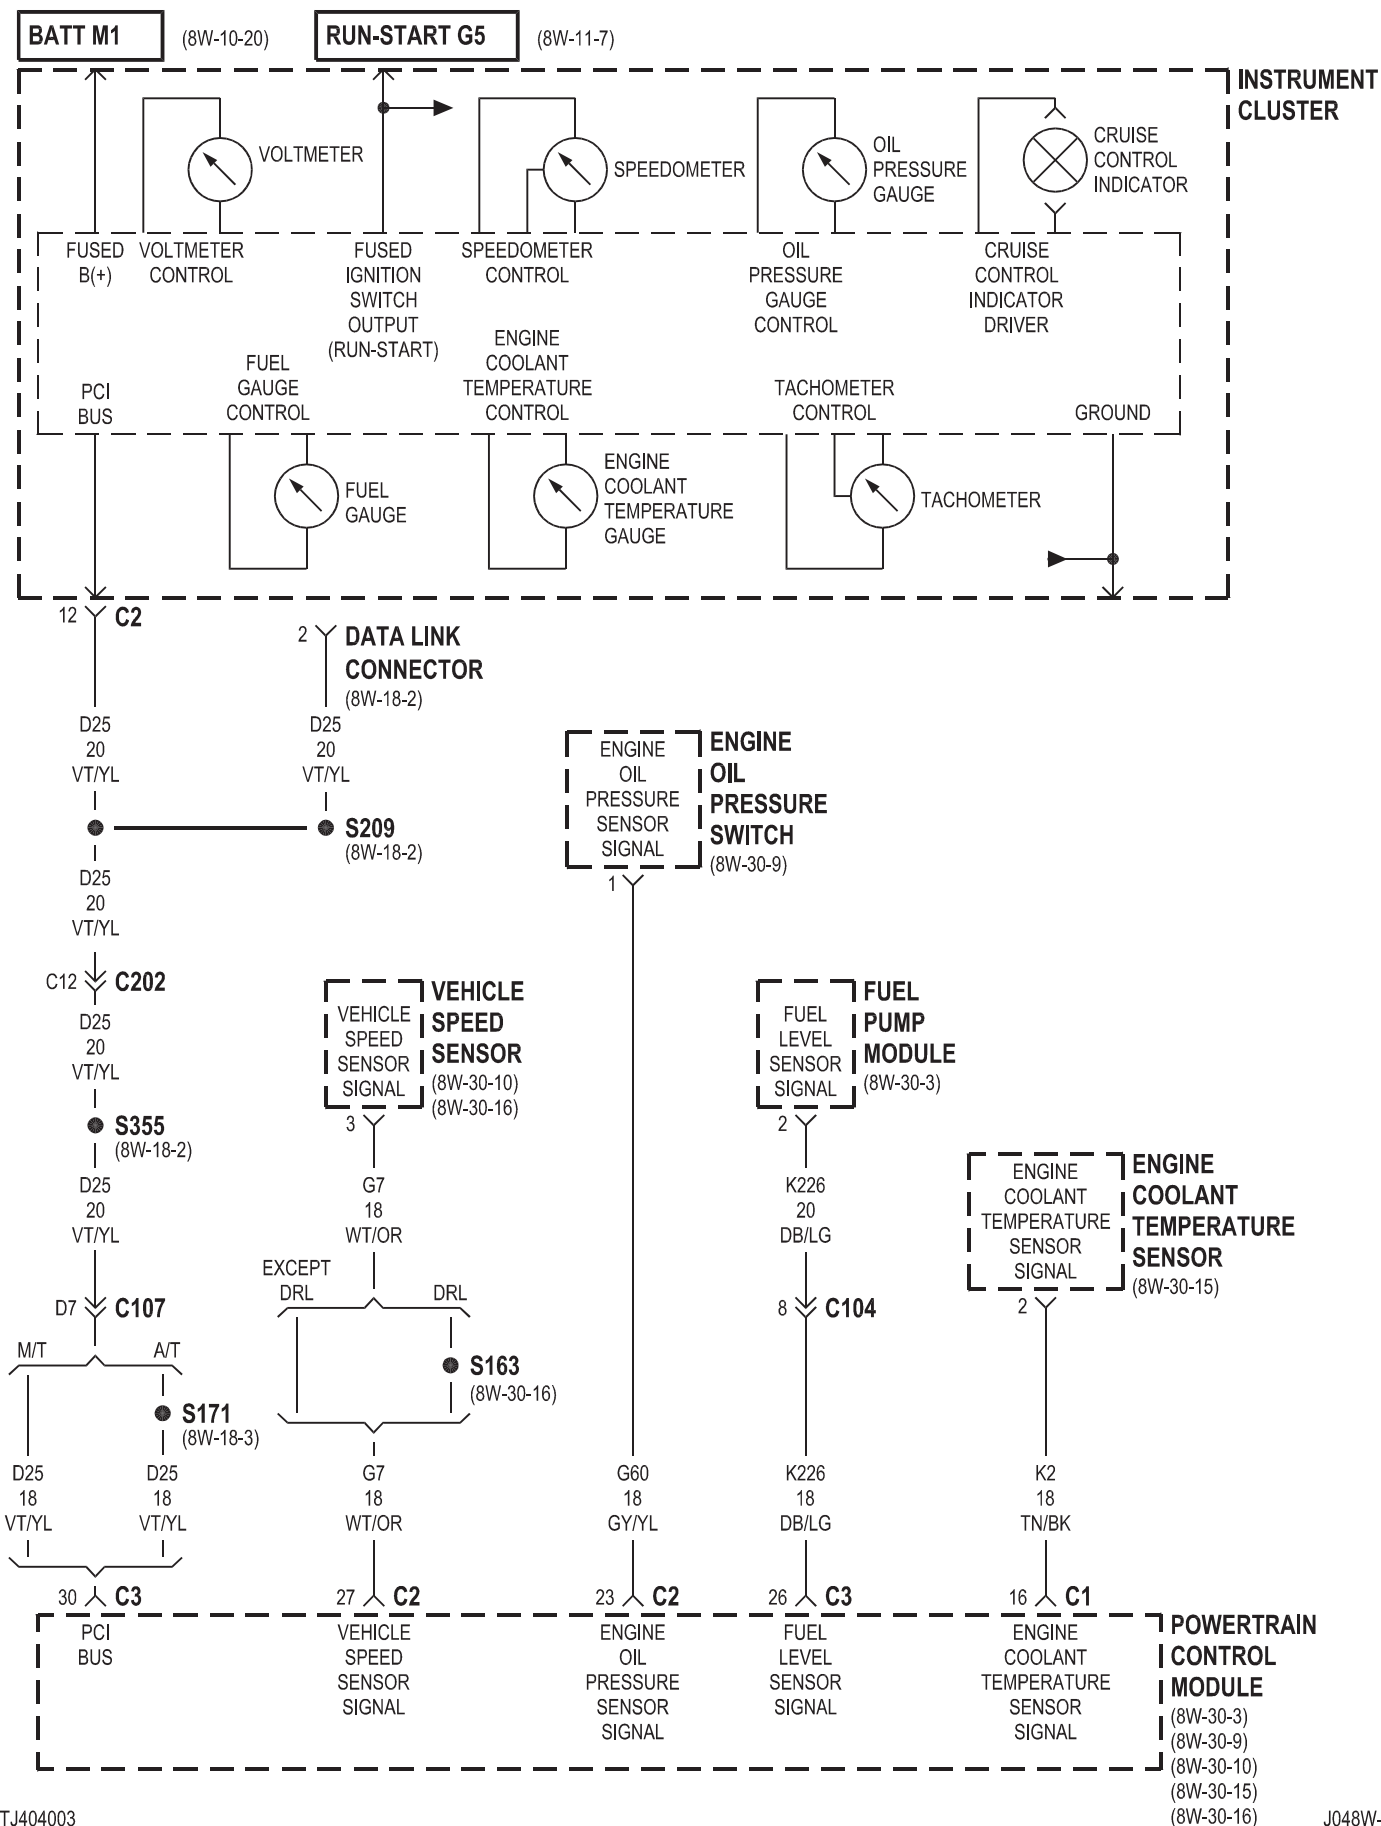 BATT M1
(8W-10-20)
RUN-START G5
(8W-11-7)
INSTRUMENT
CLUSTER
VOLTMETER
SPEEDOMETER
OIL
PRESSURE
GAUGE
CRUISE
CONTROL
INDICATOR
FUSED
B(+)
VOLTMETER
CONTROL
FUSED
IGNITION
SWITCH
OUTPUT
(RUN-START)
SPEEDOMETER
CONTROL
OIL
PRESSURE
GAUGE
CONTROL
CRUISE
CONTROL
INDICATOR
DRIVER
PCI
BUS
FUEL
GAUGE
CONTROL
ENGINE
COOLANT
TEMPERATURE
CONTROL
TACHOMETER
CONTROL
GROUND
FUEL
GAUGE
ENGINE
COOLANT
TEMPERATURE
GAUGE
TACHOMETER
12 C2
2 DATA LINK
CONNECTOR
(8W-18-2)
D25
20
VT/YL
D25
20
VT/YL
S209
(8W-18-2)
ENGINE
OIL
PRESSURE
SENSOR
SIGNAL
ENGINE
OIL
PRESSURE
SWITCH
(8W-30-9)
1
D25
20
VT/YL
C12 C202
D25
20
VT/YL
S355
(8W-18-2)
D25
20
VT/YL
D7 C107
VEHICLE
SPEED
SENSOR
SIGNAL
VEHICLE
SPEED
SENSOR
(8W-30-10)
(8W-30-16)
3
G7
18
WT/OR
EXCEPT
DRL
DRL
S163
(8W-30-16)
FUEL
LEVEL
SENSOR
SIGNAL
FUEL
PUMP
MODULE
(8W-30-3)
2
K226
20
DB/LG
8 C104
ENGINE
COOLANT
TEMPERATURE
SENSOR
SIGNAL
ENGINE
COOLANT
TEMPERATURE
SENSOR
(8W-30-15)
2
M/T
A/T
S171
(8W-18-3)
D25
18
VT/YL
D25
18
VT/YL
G7
18
WT/OR
G60
18
GY/YL
K226
18
DB/LG
K2
18
TN/BK
30 C3
27 C2
23 C2
26 C3
16 C1
PCI
BUS
VEHICLE
SPEED
SENSOR
SIGNAL
ENGINE
OIL
PRESSURE
SENSOR
SIGNAL
FUEL
LEVEL
SENSOR
SIGNAL
ENGINE
COOLANT
TEMPERATURE
SENSOR
SIGNAL
POWERTRAIN
CONTROL
MODULE
(8W-30-3)
(8W-30-9)
(8W-30-10)
(8W-30-15)
(8W-30-16)
TJ404003
J048W-